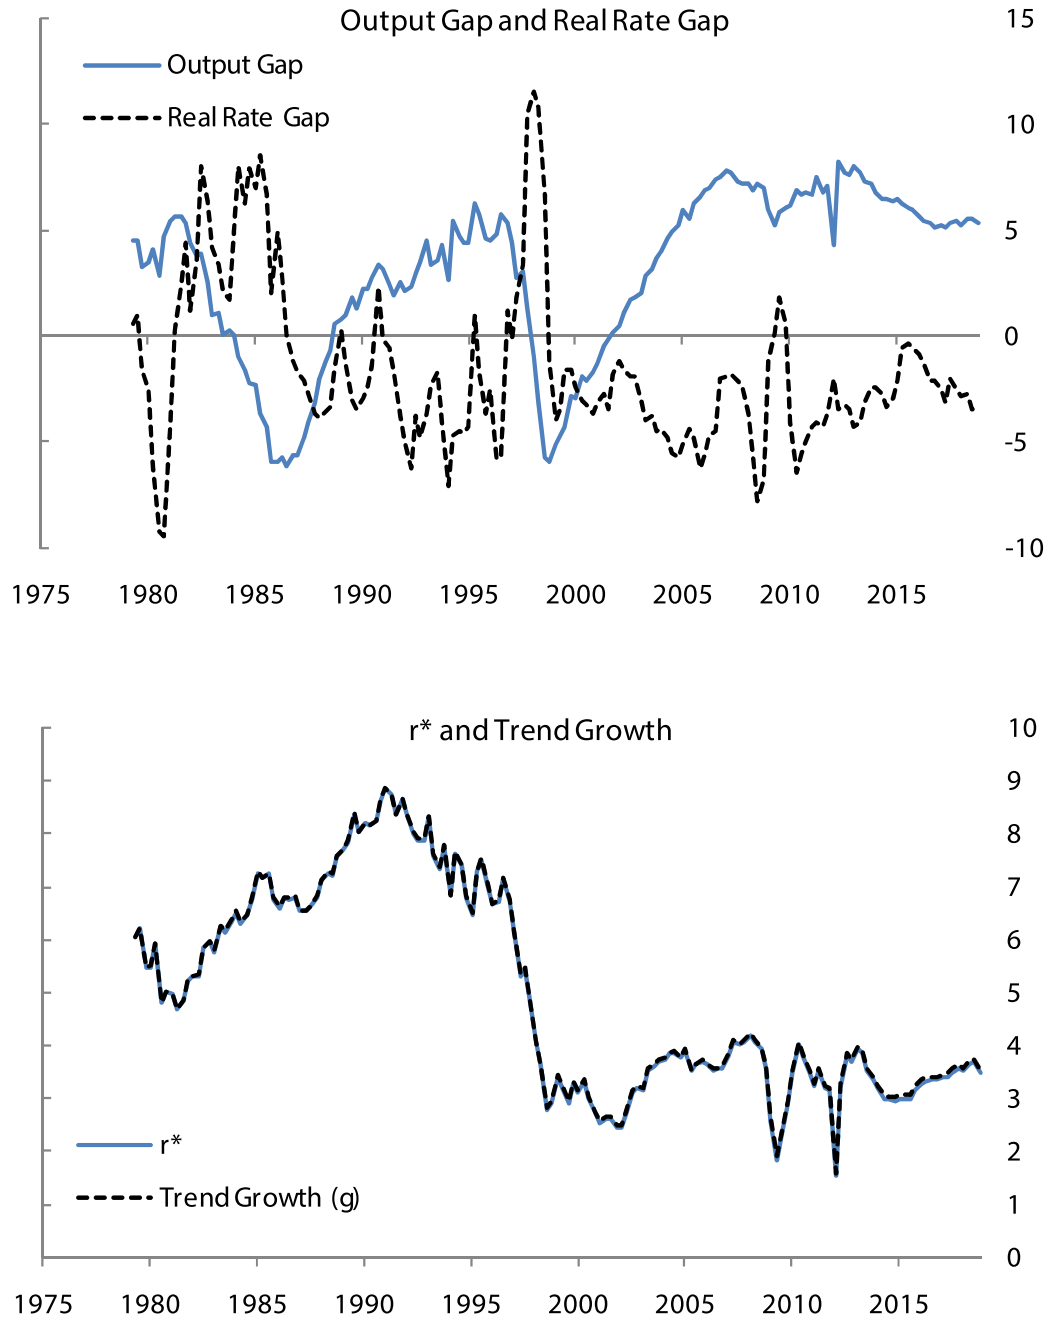 Output Gap and Real Rate Gap
Output Gap
Real Rate Gap
15
10
5
0
-5
-10
1975 1980 1985 1990 1995 2000 2005 2010 2015
r* and Trend Growth
10
9
8
7
6
5
4
3
2
1
0
r*
Trend Growth (g)
1975 1980 1985 1990 1995 2000 2005 2010 2015